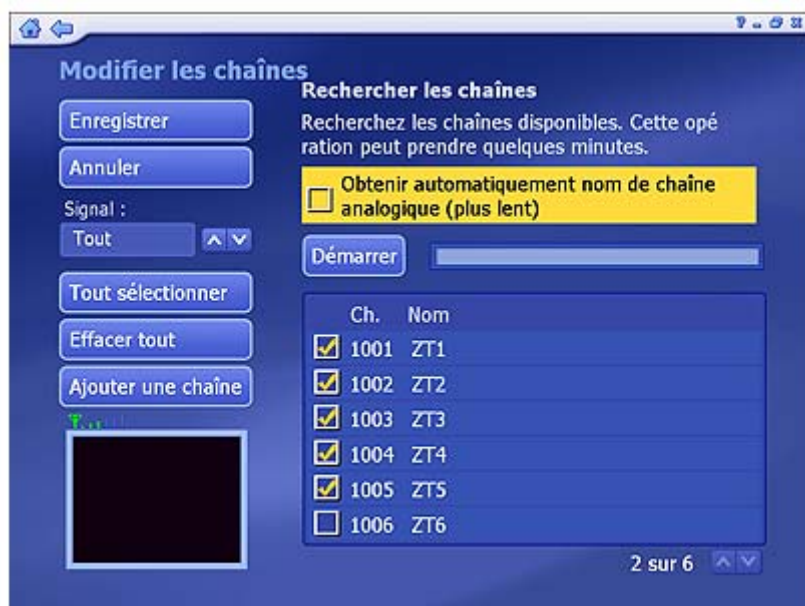 Modifier les chaînes
Enregistrer
Annuler
Signal :
Tout
Tout sélectionner
Effacer tout
Ajouter une chaîne
Rechercher les chaînes
Recherchez les chaînes disponibles. Cette opé
ration peut prendre quelques minutes.
Obtenir automatiquement nom de chaîne
analogique (plus lent)
Démarrer
Ch. Nom
1001 ZT1
1002 ZT2
1003 ZT3
1004 ZT4
1005 ZT5
1006 ZT6
2 sur 6